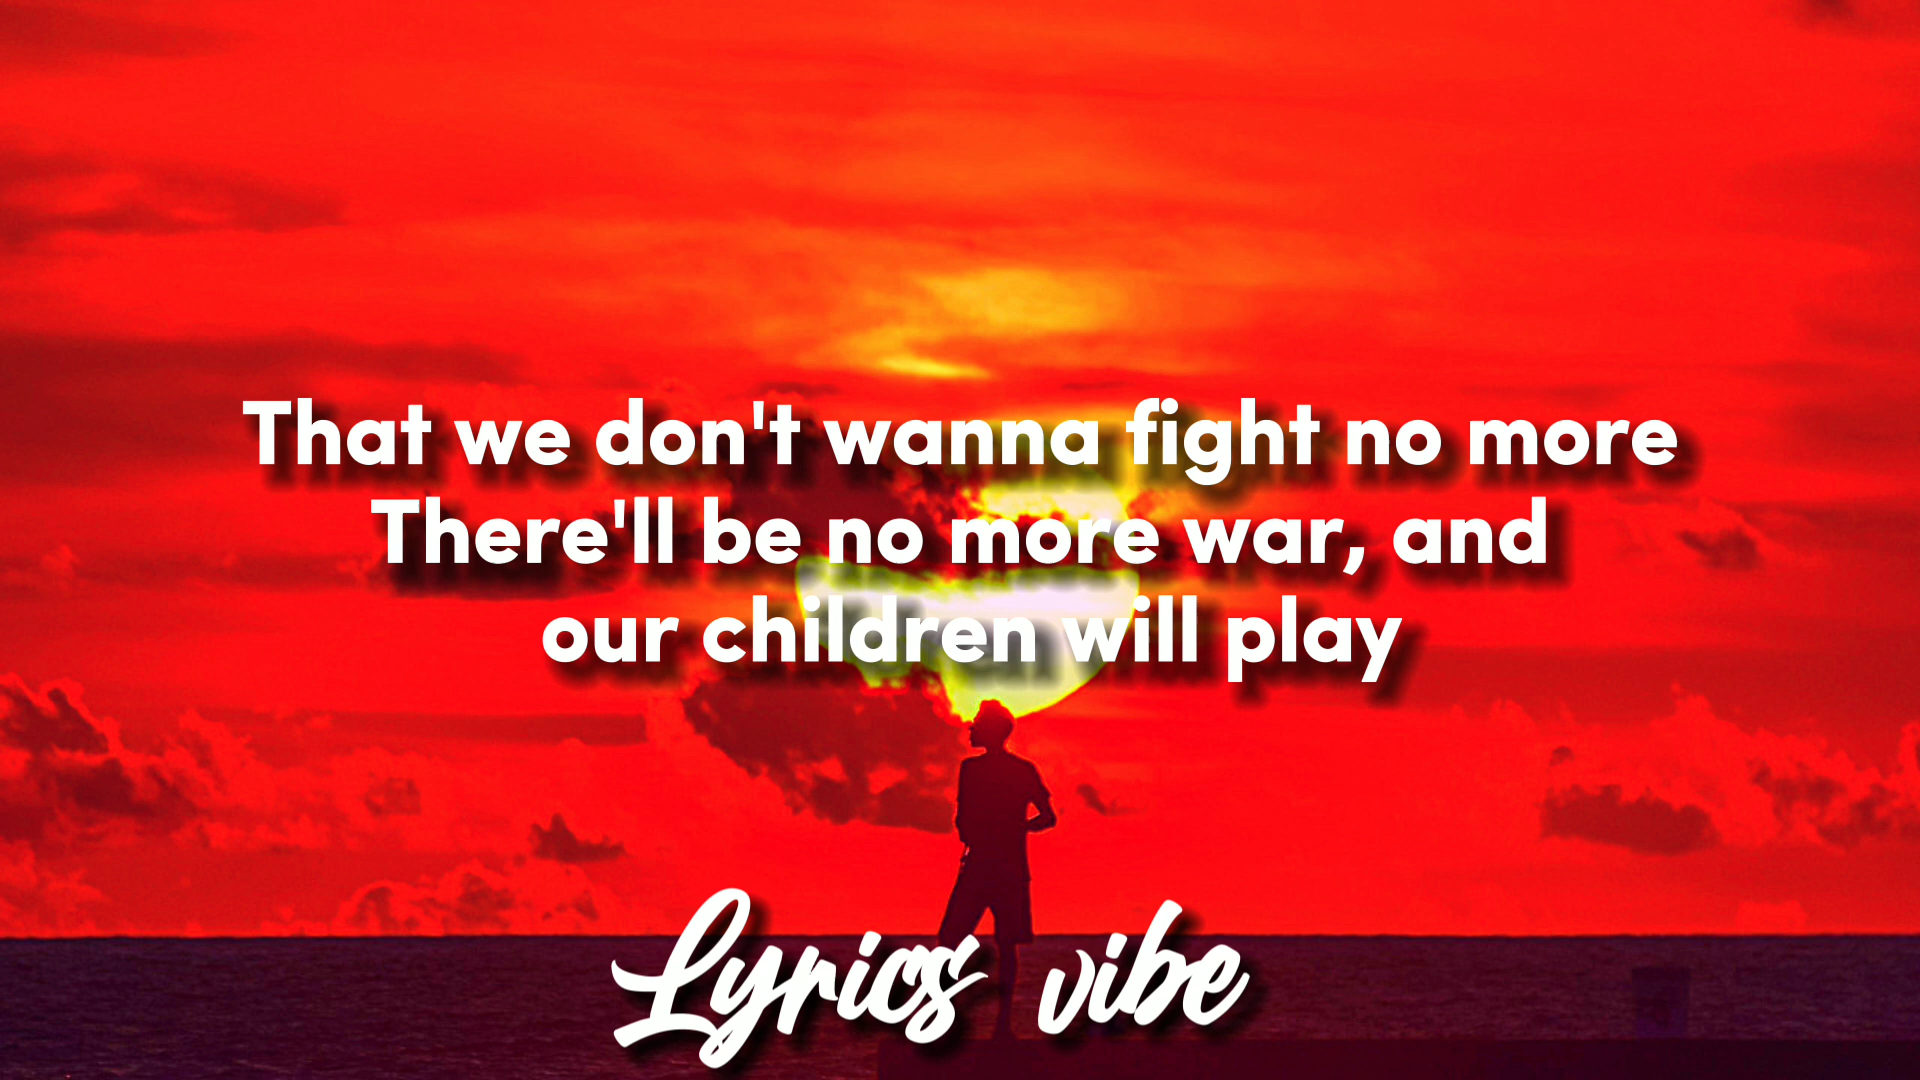 That we don't wanna fight no more
There'll be no more war, and
our children will play
Lyrics vibe